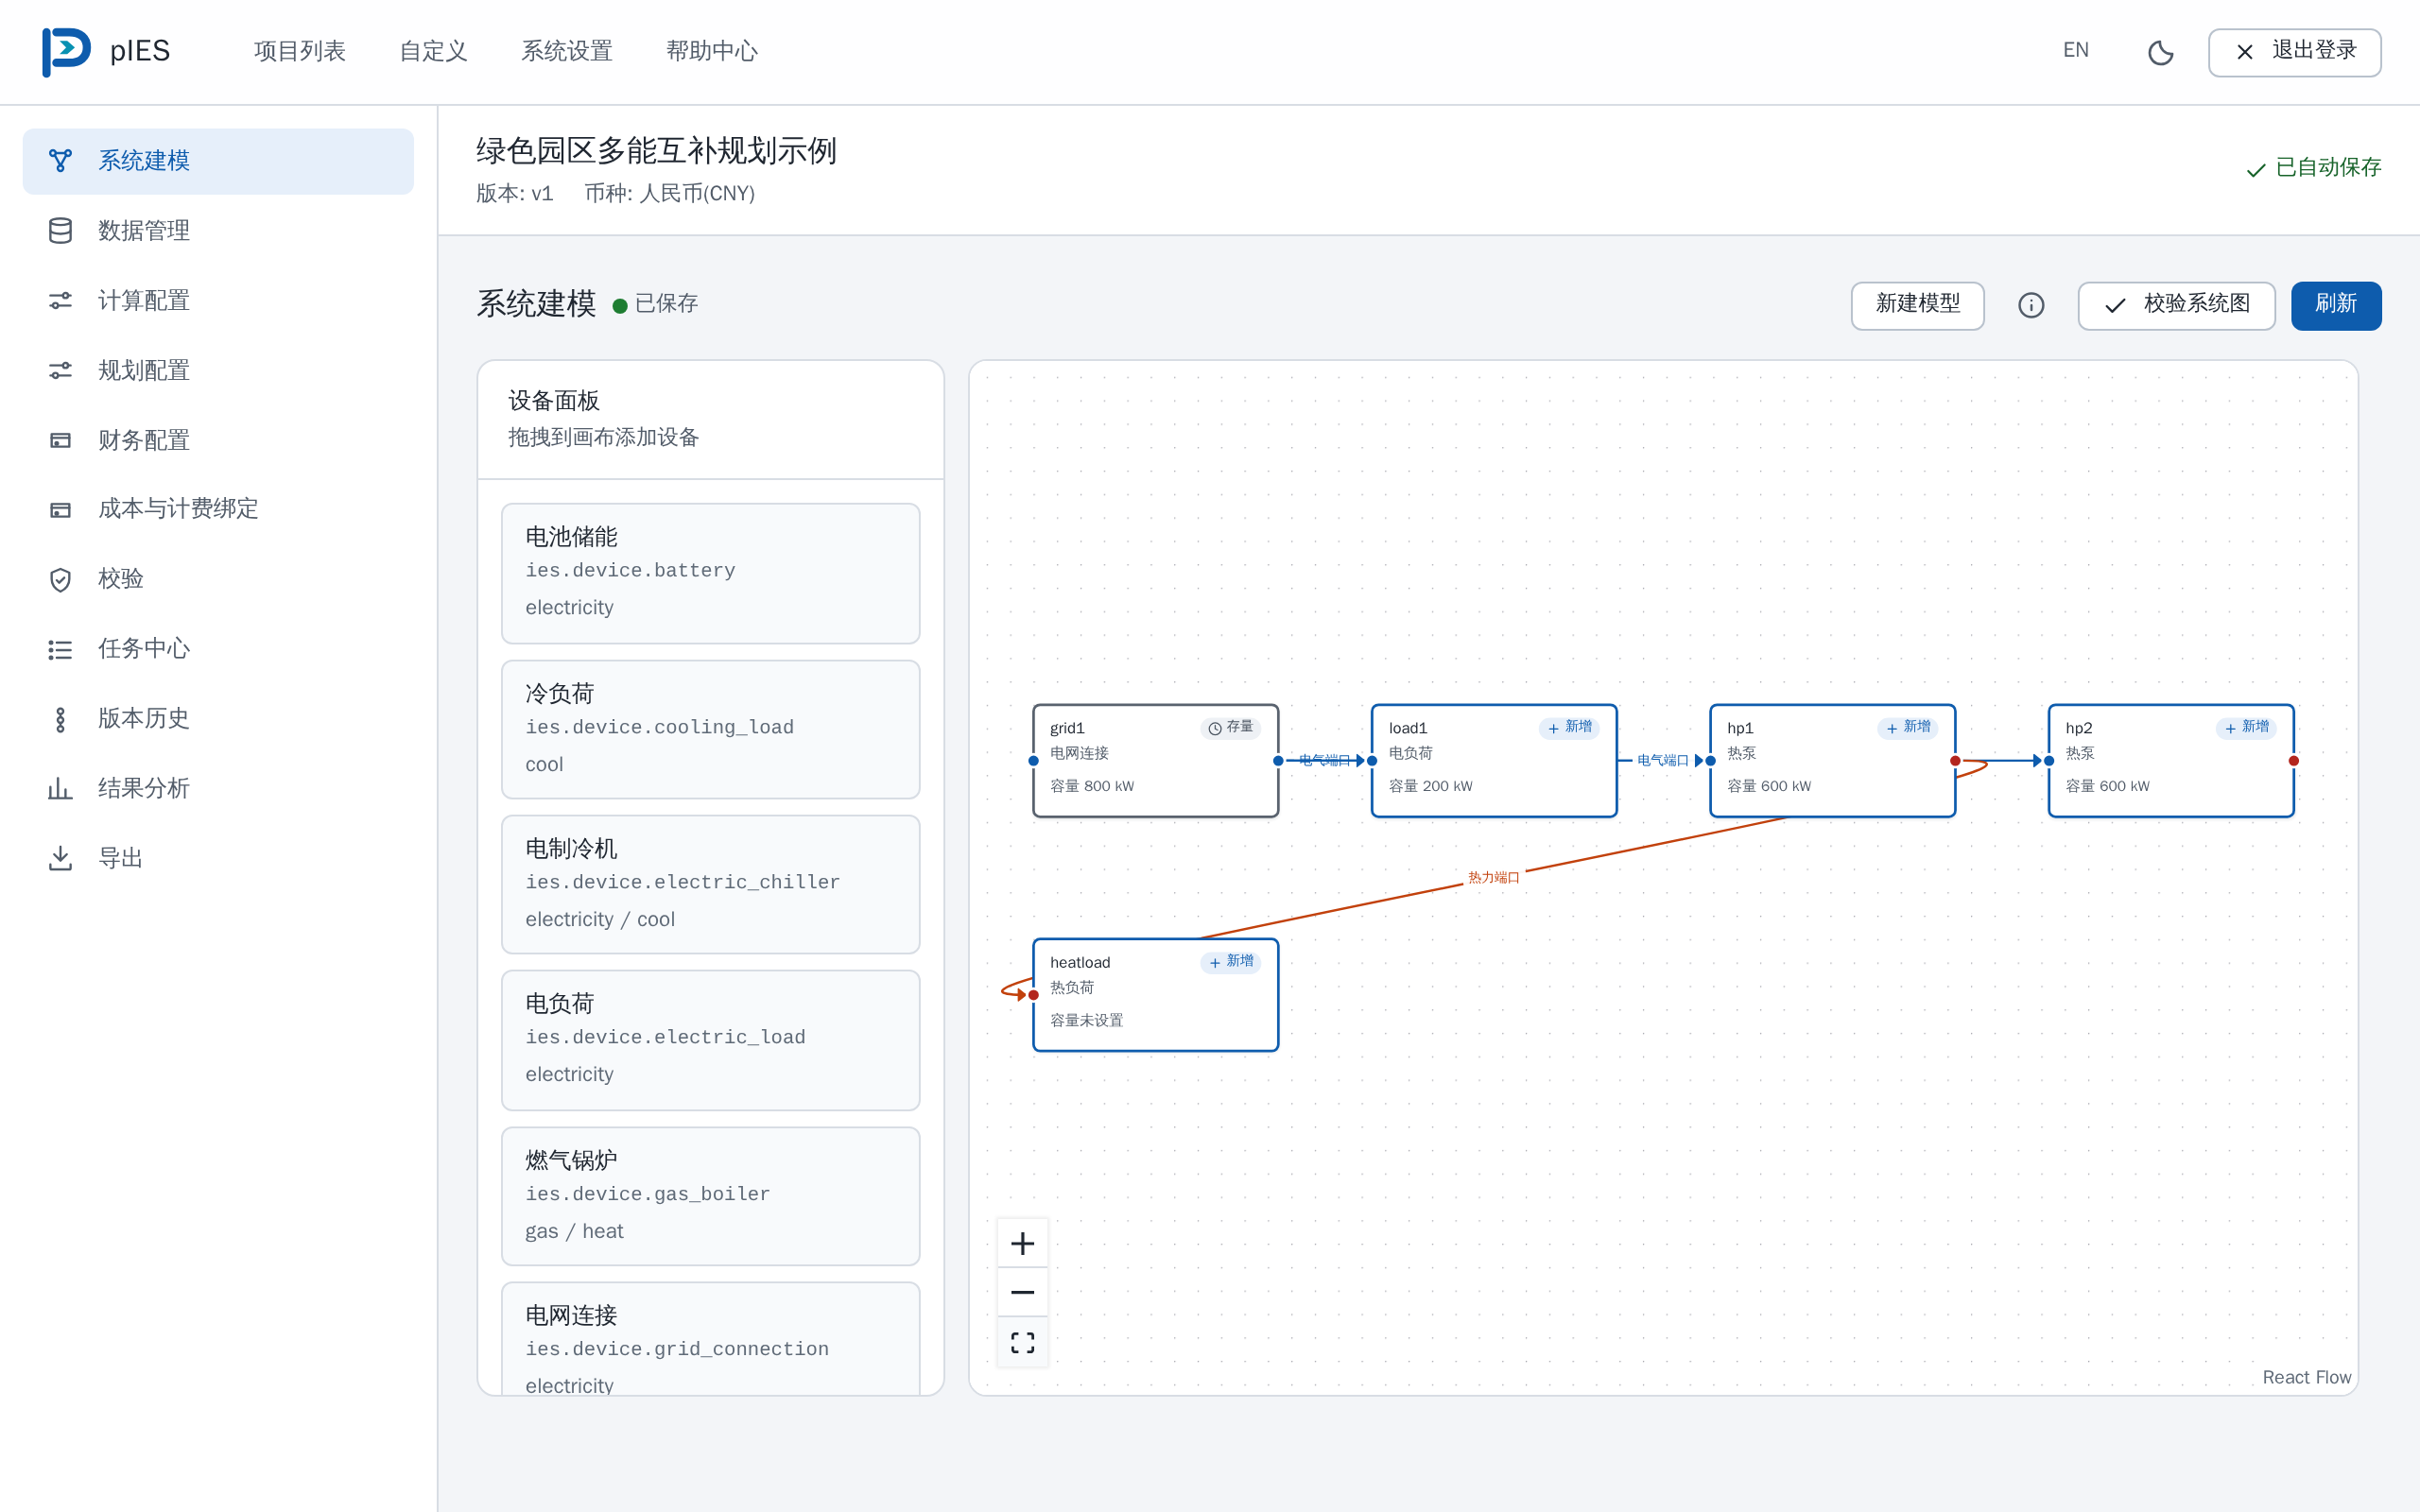 pIES
项目列表
自定义
系统设置
帮助中心
EN
退出登录
系统建模
数据管理
计算配置
规划配置
财务配置
成本与计费绑定
校验
任务中心
版本历史
结果分析
导出
绿色园区多能互补规划示例
版本: v1 币种: 人民币(CNY)
已自动保存
系统建模
已保存
新建模型
校验系统图
刷新
设备面板
拖拽到画布添加设备
电池储能
ies.device.battery
electricity
冷负荷
ies.device.cooling_load
cool
电制冷机
ies.device.electric_chiller
electricity / cool
电负荷
ies.device.electric_load
electricity
燃气锅炉
ies.device.gas_boiler
gas / heat
电网连接
ies.device.grid_connection
electricity
grid1
存量
电网连接
容量 800 kW
电气端口
load1
新增
电负荷
容量 200 kW
电气端口
hp1
新增
热泵
容量 600 kW
hp2
新增
热泵
容量 600 kW
热力端口
heatload
新增
热负荷
容量未设置
React Flow